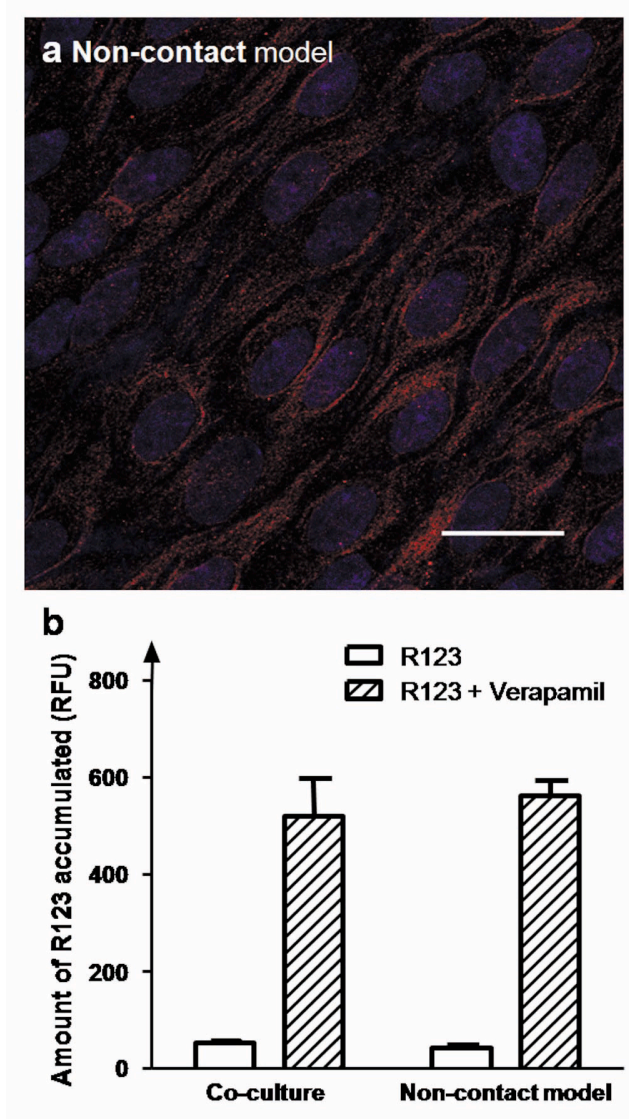 a Non-contact model
b
Amount of R123 accumulated (RFU)
800
600
400
200
0
R123
R123 + Verapamil
Co-culture
Non-contact model